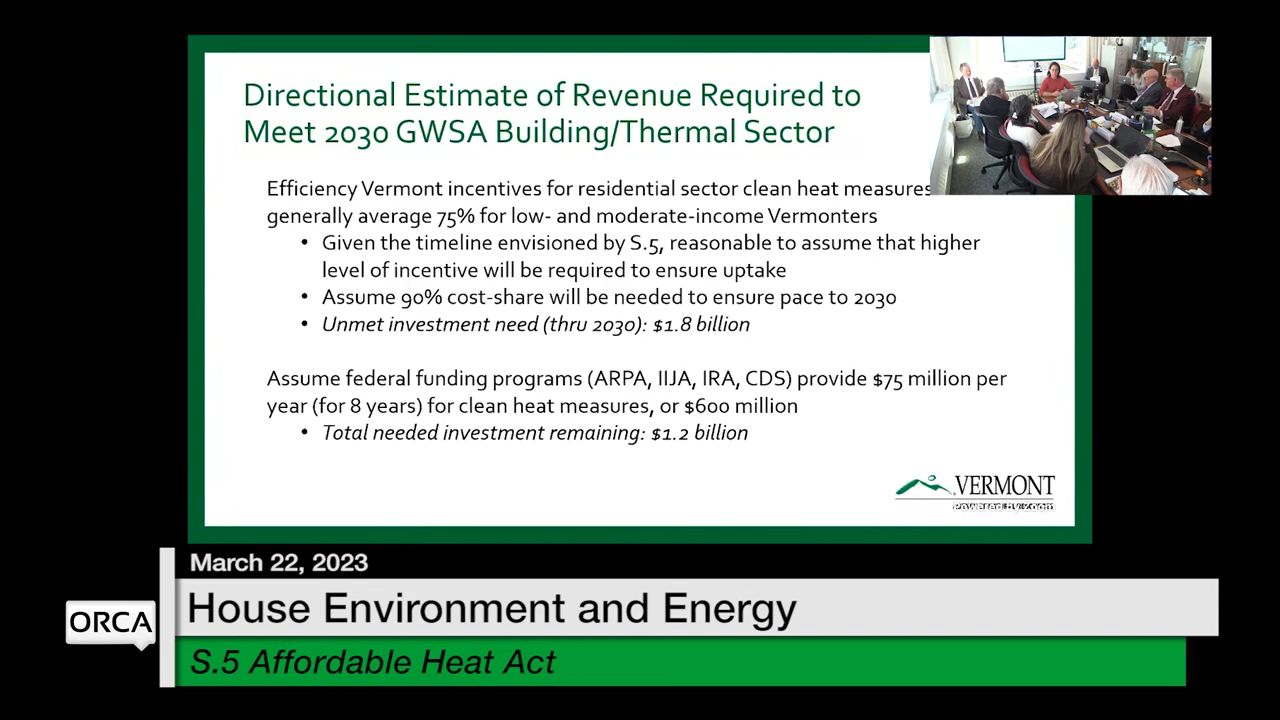 Directional Estimate of Revenue Required to
Meet 2030 GWSA Building/Thermal Sector
Efficiency Vermont incentives for residential sector clean heat measures
generally average 75% for low- and moderate-income Vermonters
• Given the timeline envisioned by S.5, reasonable to assume that higher
level of incentive will be required to ensure uptake
• Assume 90% cost-share will be needed to ensure pace to 2030
• Unmet investment need (thru 2030): $1.8 billion
Assume federal funding programs (ARPA, IIJA, IRA, CDS) provide $75 million per
year (for 8 years) for clean heat measures, or $600 million
• Total needed investment remaining: $1.2 billion
VERMONT
Powered by Zoom
March 22, 2023
House Environment and Energy
ORCA
S.5 Affordable Heat Act